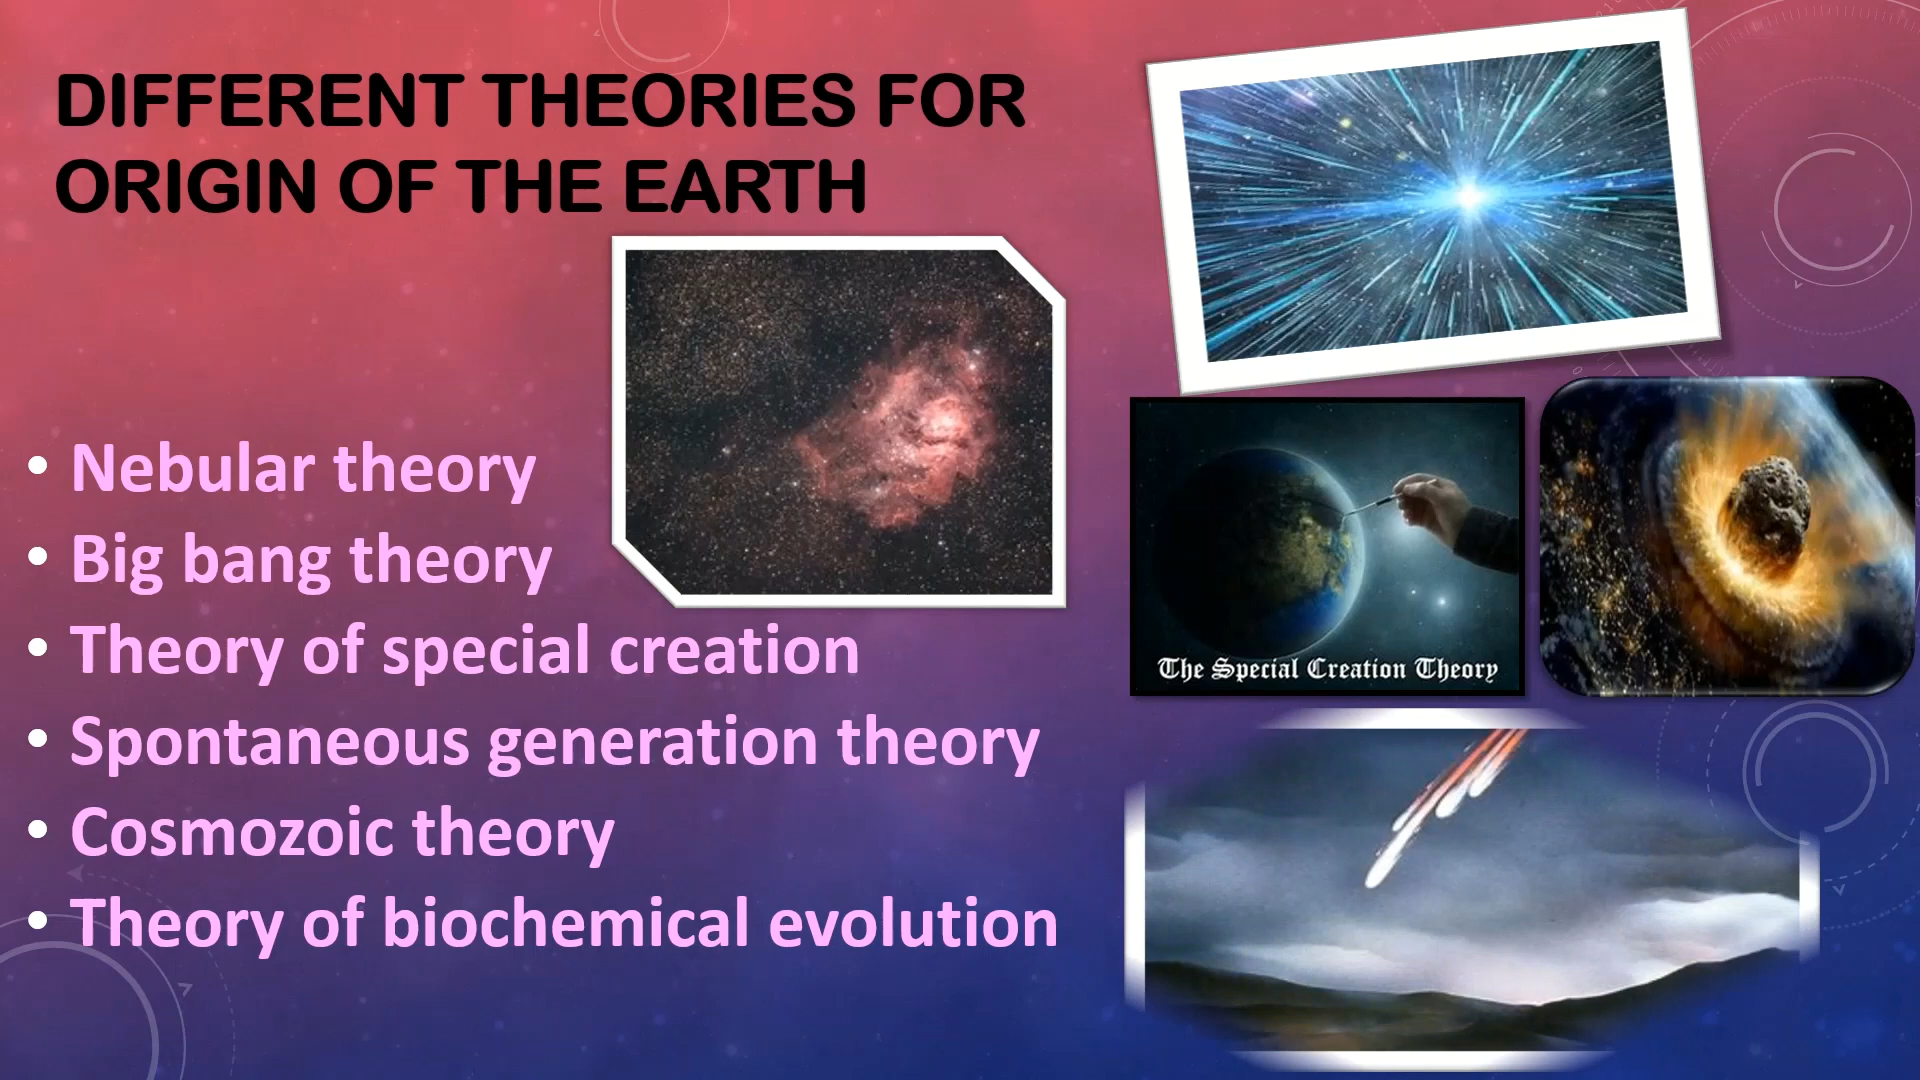 DIFFERENT THEORIES FOR
ORIGIN OF THE EARTH
• Nebular theory
• Big bang theory
• Theory of special creation
• Spontaneous generation theory
• Cosmozoic theory
• Theory of biochemical evolution
The Special Creation Theory